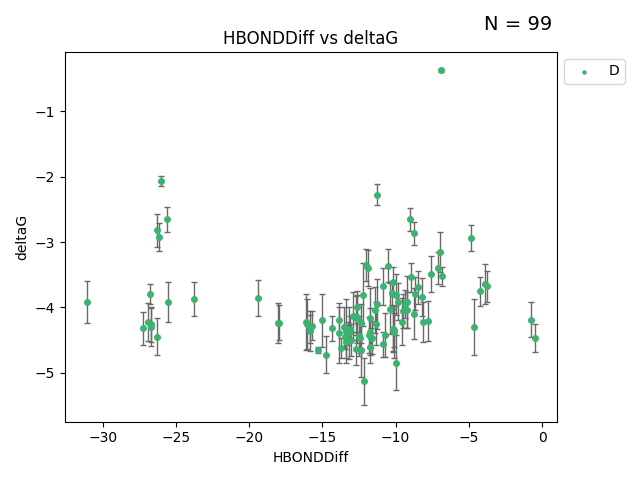 N = 99
HBONDDiff vs deltaG
D
deltaG
−1
−2
−3
−4
−5
−30 −25 −20 −15 −10 −5 0
HBONDDiff